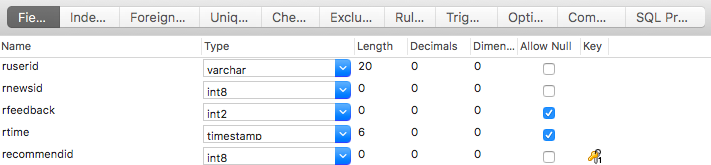 Fie... Inde... Foreign... Uniq... Che... Exclu... Rul... Trig... Opti... Com... SQL Pr...
Name Type Length Decimals Dimen... Allow Null Key
ruserid varchar 20 0 0
rnewsid int8 0 0 0
rfeedback int2 0 0 0
rtime timestamp 6 0 0
recommendid int8 0 0 0 1